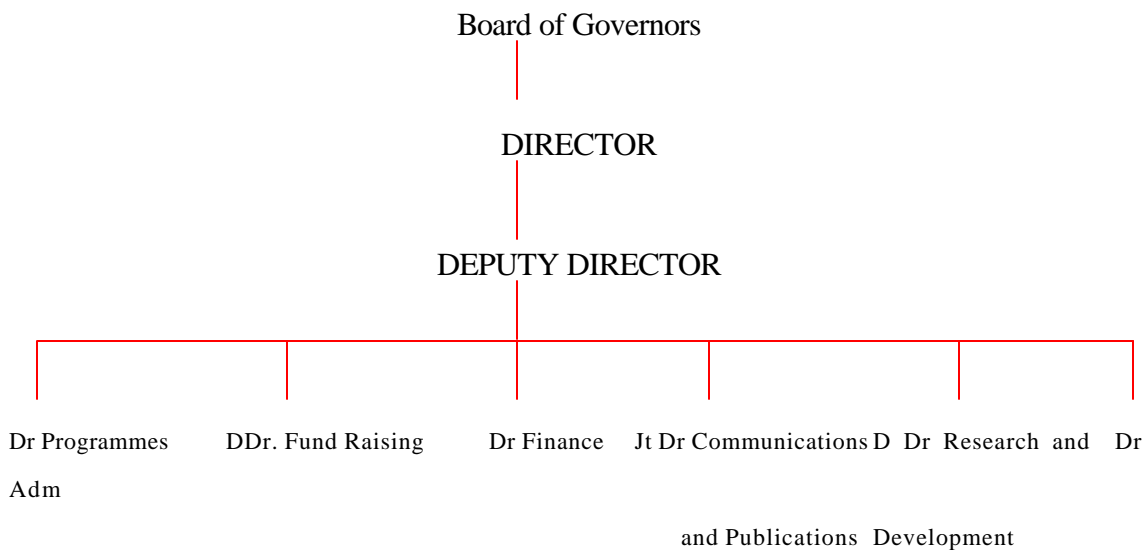 Board of Governors
DIRECTOR
DEPUTY DIRECTOR
Dr Programmes DDr. Fund Raising Dr Finance Jt Dr Communications D Dr Research and Dr
Adm
and Publications Development